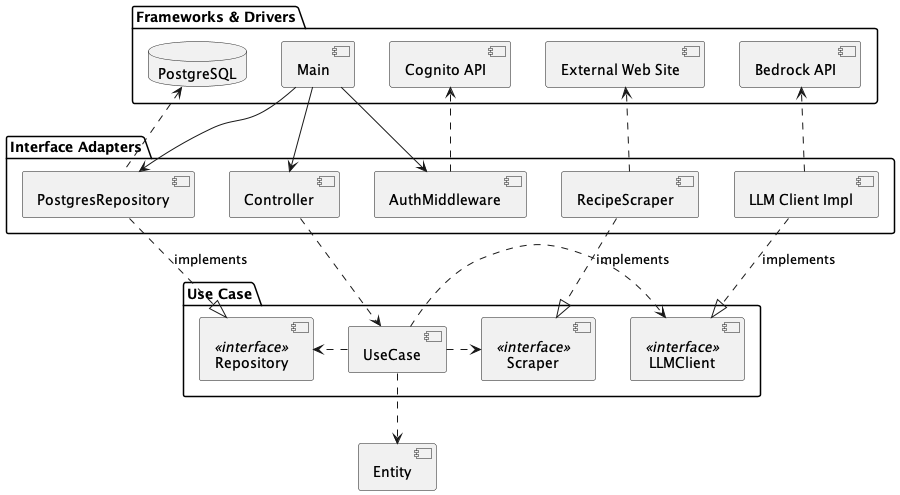 Frameworks & Drivers
PostgreSQL
Main
Cognito API
External Web Site
Bedrock API
Interface Adapters
PostgresRepository
Controller
AuthMiddleware
RecipeScraper
LLM Client Impl
implements
implements
implements
Use Case
«interface»
Repository
UseCase
«interface»
Scraper
«interface»
LLMClient
Entity